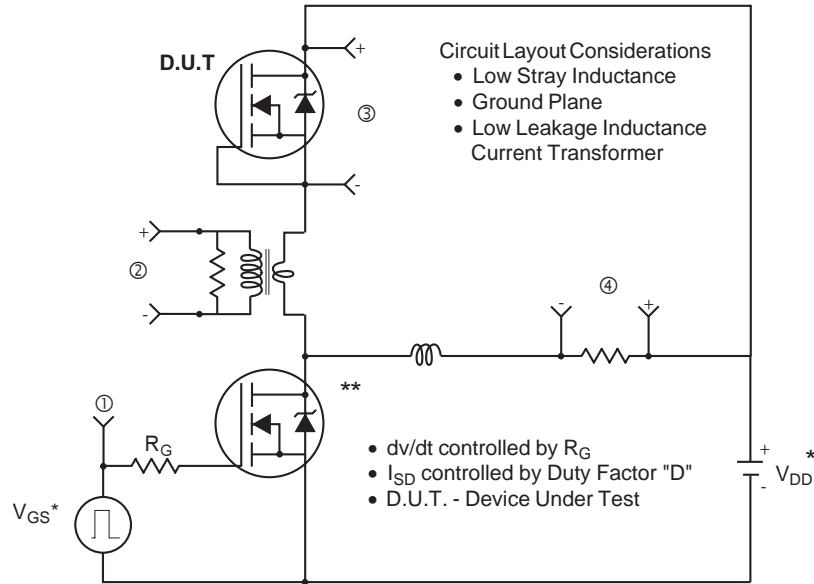 D.U.T
+
Circuit Layout Considerations
• Low Stray Inductance
• Ground Plane
• Low Leakage Inductance
Current Transformer
③
-
+
②
-
④
- +
**
①
R_G
V_GS*
• dv/dt controlled by R_G
• I_SD controlled by Duty Factor "D"
• D.U.T. - Device Under Test
+
V_DD*
-